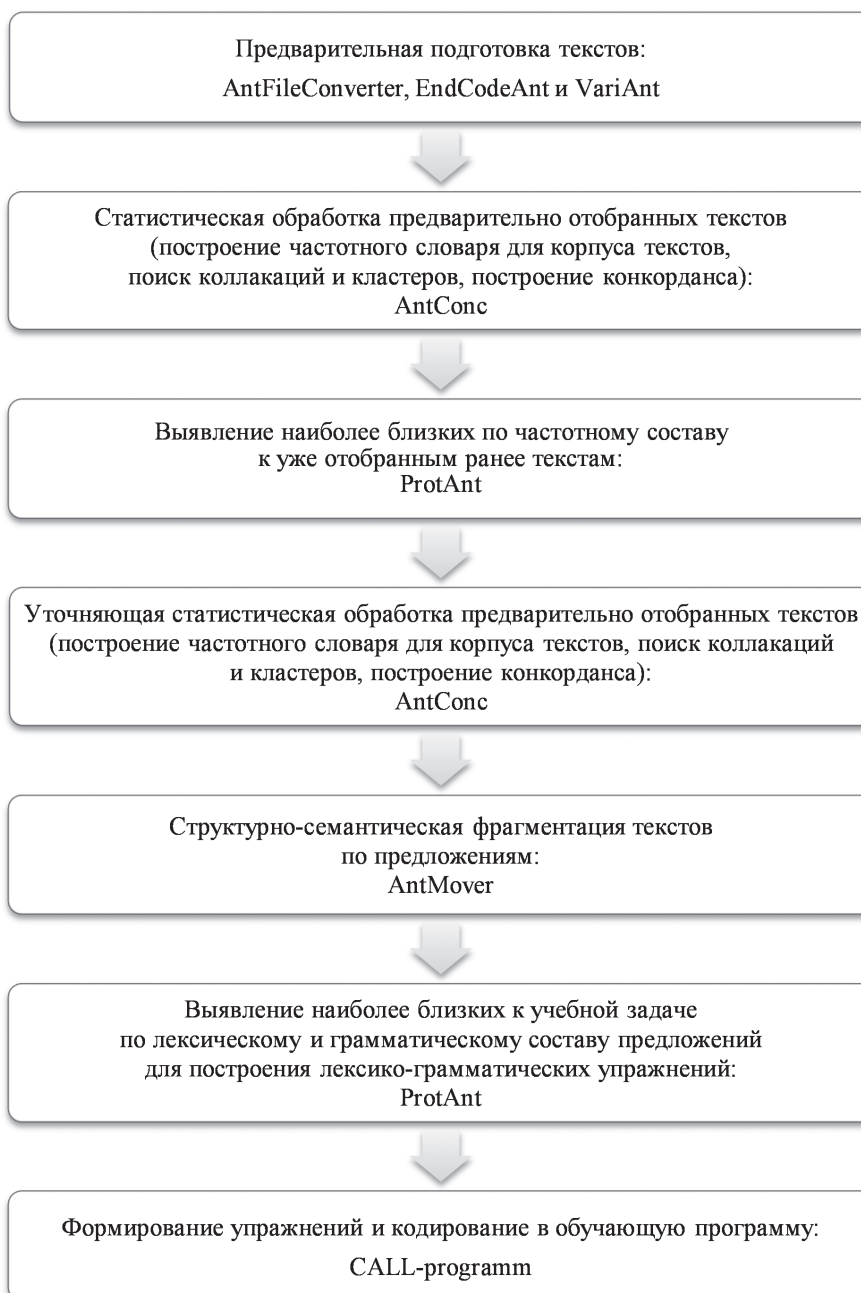 Предварительная подготовка текстов:
AntFileConverter, EndCodeAnt и VariAnt
Статистическая обработка предварительно отобранных текстов
(построение частотного словаря для корпуса текстов,
поиск коллакаций и кластеров, построение конкорданса):
AntConc
Выявление наиболее близких по частотному составу
к уже отобранным ранее текстам:
ProtAnt
Уточняющая статистическая обработка предварительно отобранных текстов
(построение частотного словаря для корпуса текстов, поиск коллакаций
и кластеров, построение конкорданса):
AntConc
Структурно-семантическая фрагментация текстов
по предложениям:
AntMover
Выявление наиболее близких к учебной задаче
по лексическому и грамматическому составу предложений
для построения лексико-грамматических упражнений:
ProtAnt
Формирование упражнений и кодирование в обучающую программу:
CALL-programm